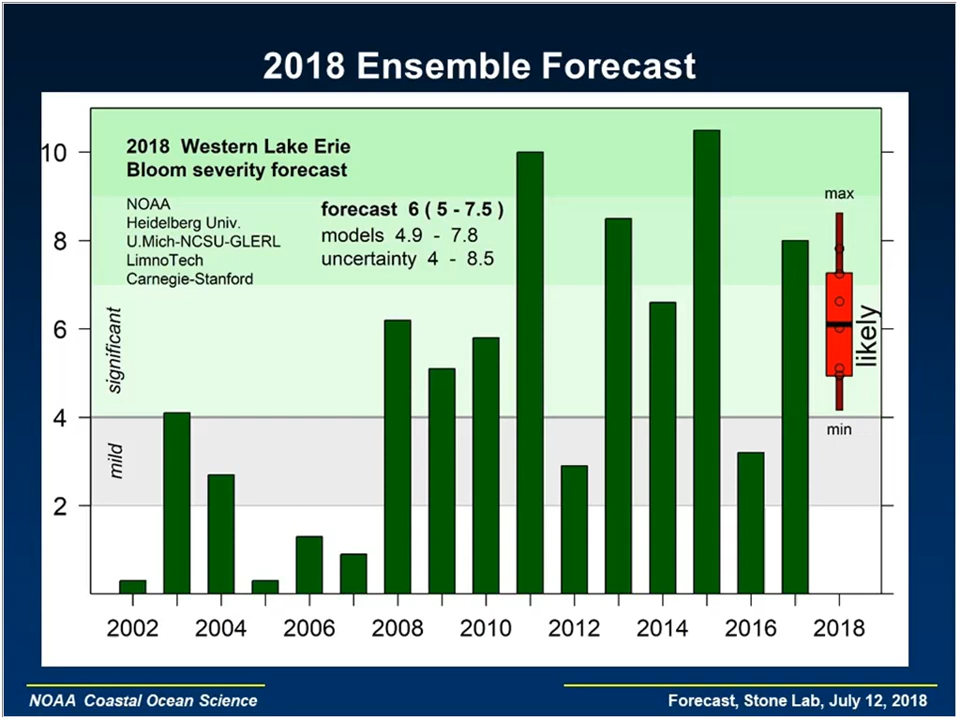 2018 Ensemble Forecast
2018 Western Lake Erie
Bloom severity forecast
NOAA
Heidelberg Univ.
U.Mich-NCSU-GLERL
LimnoTech
Carnegie-Stanford
forecast 6 ( 5 - 7.5 )
models 4.9 - 7.8
uncertainty 4 - 8.5
10
8
6
4
2
significant
mild
max
likely
min
2002 2004 2006 2008 2010 2012 2014 2016 2018
NOAA Coastal Ocean Science
Forecast, Stone Lab, July 12, 2018